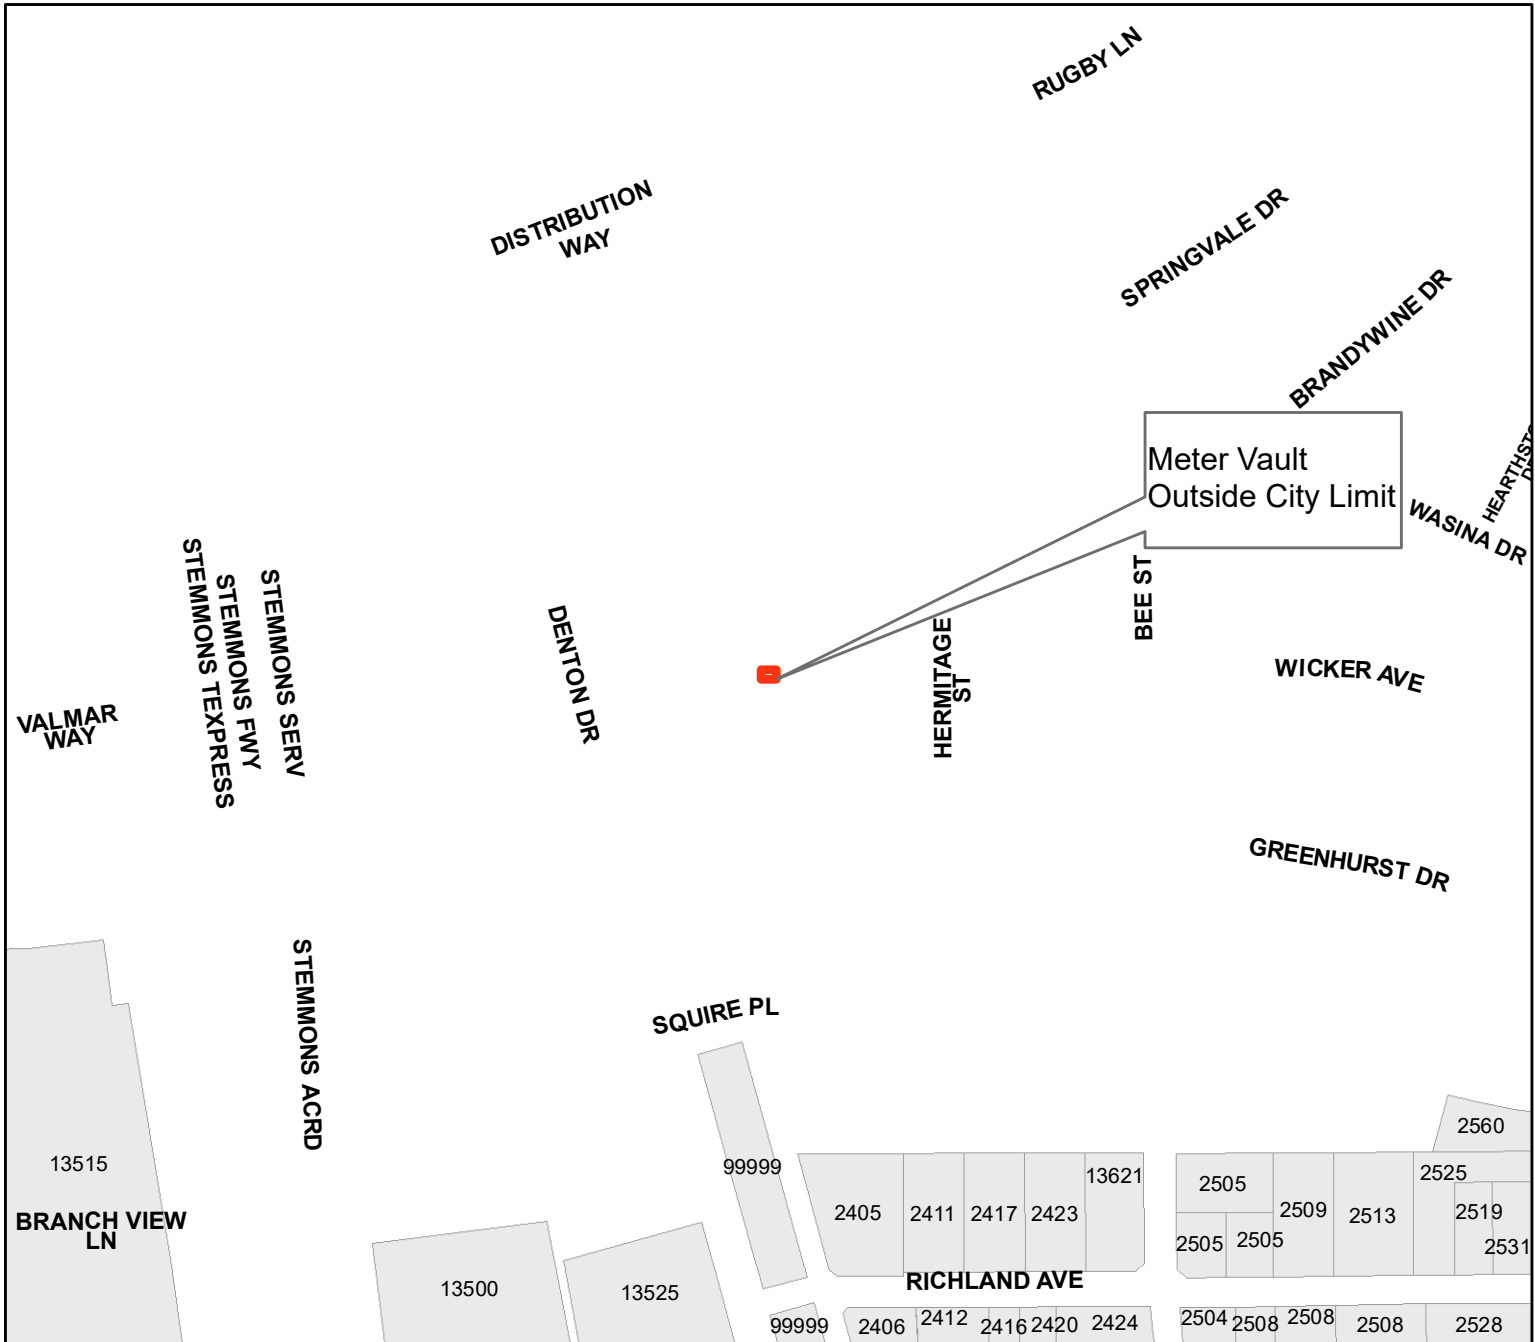 RUGBY LN
DISTRIBUTION
WAY
SPRINGVALE DR
BRANDYWINE DR
Meter Vault
Outside City Limit
WASINA DR
BEE ST
HERMITAGE
ST
WICKER AVE
STEMMONS TEXPRESS
STEMMONS FWY
STEMMONS SERV
DENTON DR
VALMAR
WAY
GREENHURST DR
STEMMONS ACRD
SQUIRE PL
2560
13515
99999
13621
2505
2525
2405
2411
2417
2423
2509
2513
2519
BRANCH VIEW
LN
2505
2505
2531
RICHLAND AVE
13500
13525
99999
2406
2412
2416
2420
2424
2504
2508
2508
2508
2528